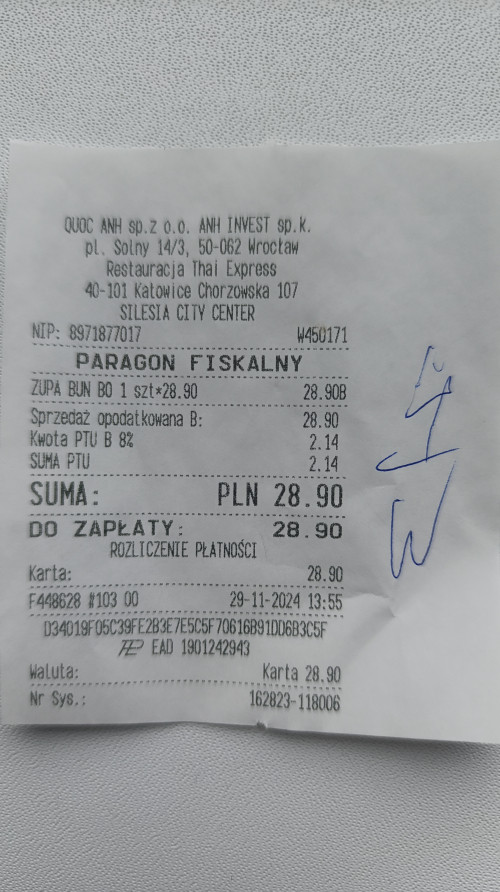 QUOC ANH sp.z o.o. ANH INVEST sp.k.
pl. Solny 14/3, 50-062 Wrocław
Restauracja Thai Express
40-101 Katowice Chorzowska 107
SILESIA CITY CENTER
NIP: 8971877017 W450171
PARAGON FISKALNY
ZUPA BUN BO 1 szt*28.90 28.90B
Sprzedaż opodatkowana B: 28.90
Kwota PTU B 8% 2.14
SUMA PTU 2.14
SUMA: PLN 28.90
DO ZAPŁATY: 28.90
ROZLICZENIE PŁATNOŚCI
Karta: 28.90
F448628 #103 00 29-11-2024 13:55
D34D19F05C39FE2B3E7E5C5F70616B91DD6B3C5F
EAD 1901242943
Waluta: Karta 28.90
Nr Sys.: 162823-118006